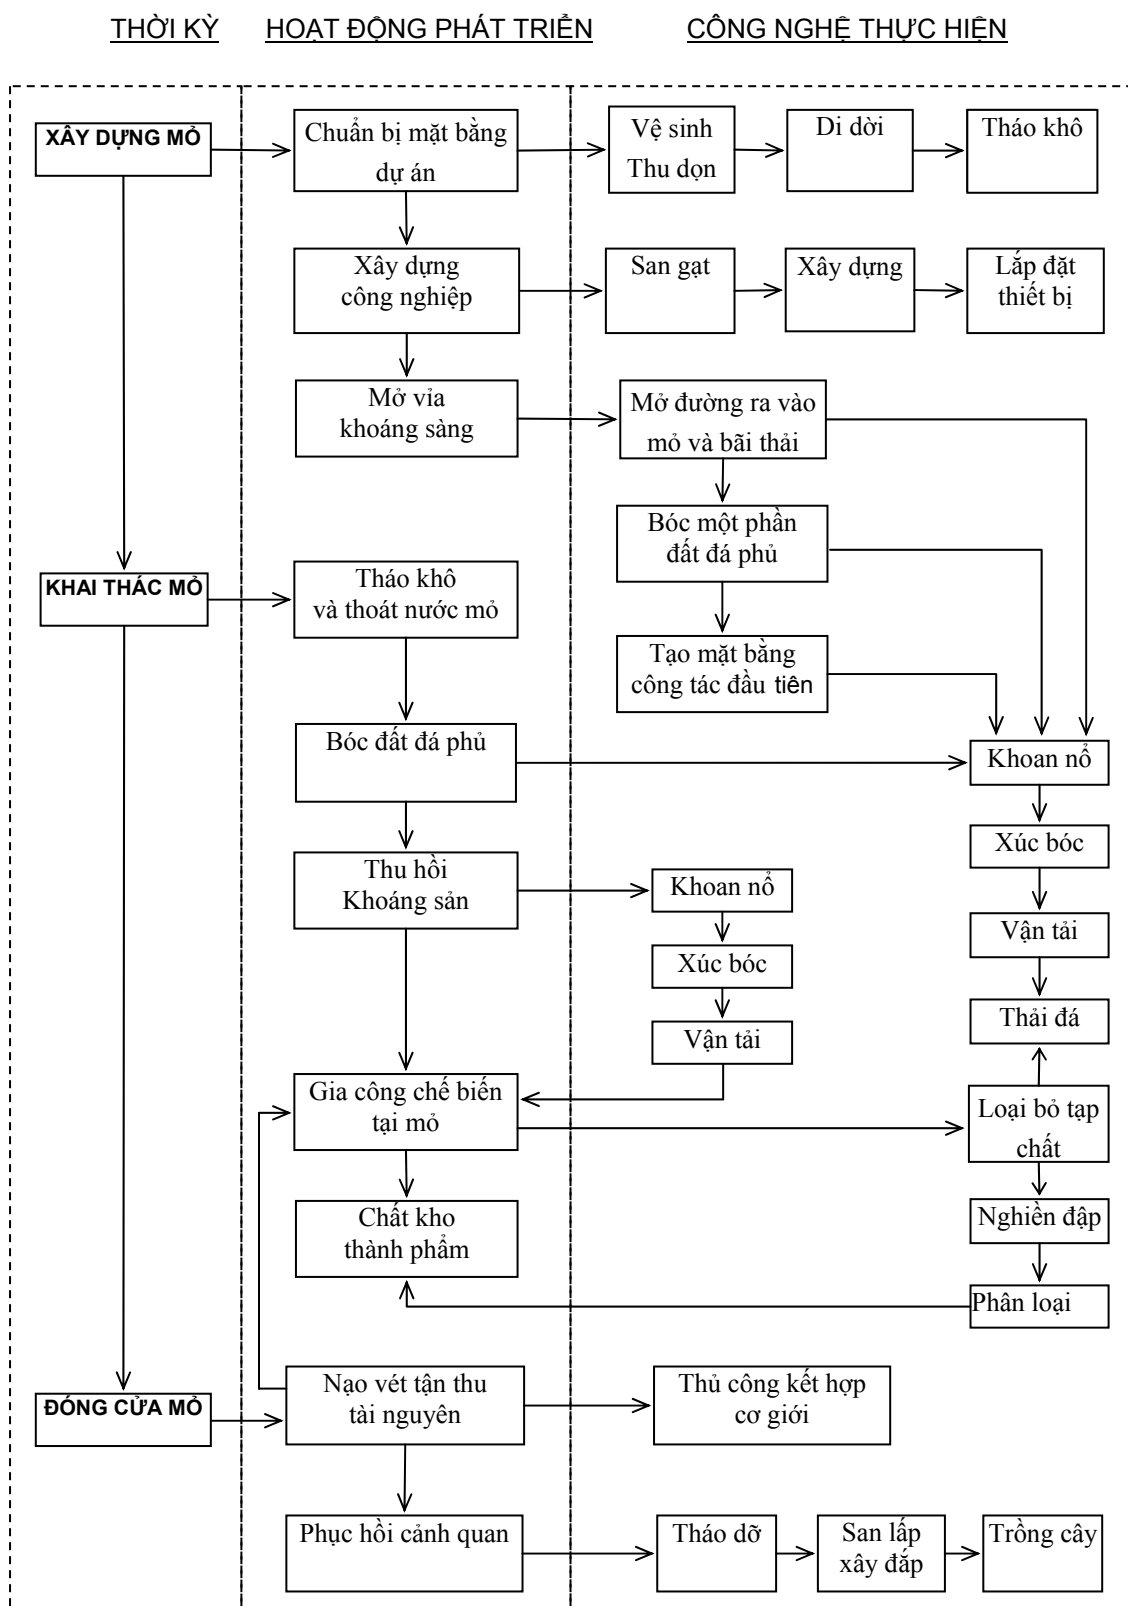 THỜI KỲ
HOẠT ĐỘNG PHÁT TRIỂN
CÔNG NGHỆ THỰC HIỆN
XÂY DỰNG MỎ
Chuẩn bị mặt bằng
dự án
Vệ sinh
Thu dọn
Di dời
Tháo khô
Xây dựng
công nghiệp
San gạt
Xây dựng
Lắp đặt
thiết bị
Mở vỉa
khoáng sàng
Mở đường ra vào
mỏ và bãi thải
Bóc một phần
đất đá phủ
KHAI THÁC MỎ
Tháo khô
và thoát nước mỏ
Tạo mặt bằng
công tác đầu tiên
Bóc đất đá phủ
Khoan nổ
Xúc bóc
Thu hồi
Khoáng sản
Khoan nổ
Vận tải
Xúc bóc
Thải đá
Vận tải
Gia công chế biến
tại mỏ
Loại bỏ tạp
chất
Chất kho
thành phẩm
Nghiền đập
Phân loại
ĐÓNG CỬA MỎ
Nạo vét tận thu
tài nguyên
Thủ công kết hợp
cơ giới
Phục hồi cảnh quan
Tháo dỡ
San lấp
xây đắp
Trồng cây